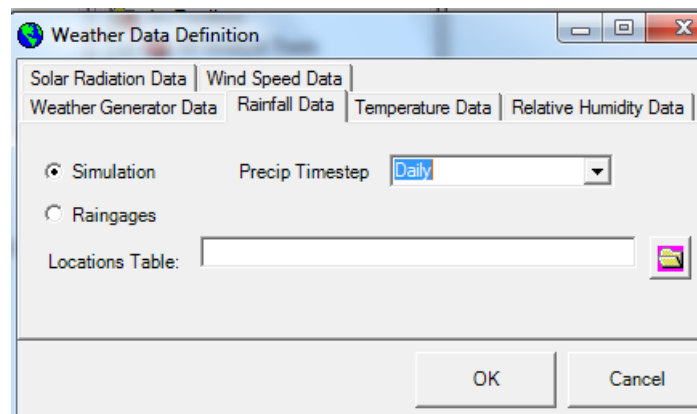 Weather Data Definition
Solar Radiation Data Wind Speed Data
Weather Generator Data Rainfall Data Temperature Data Relative Humidity Data
Simulation Precip Timestep Daily
Raingages
Locations Table:
OK Cancel